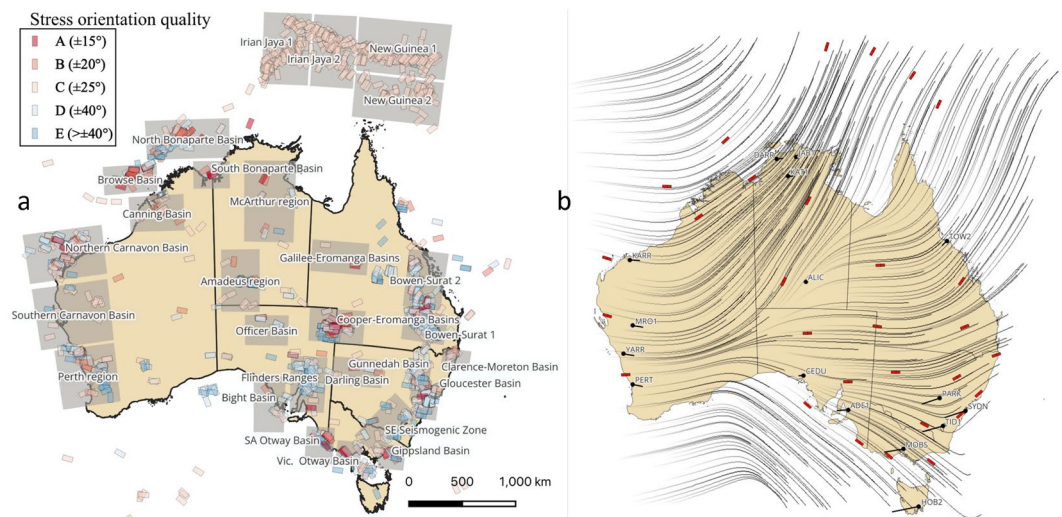 Stress orientation quality
A (±15°)
B (±20°)
C (±25°)
D (±40°)
E (>±40°)
a
Irian Jaya 1
New Guinea 1
Irian Jaya 2
New Guinea 2
North Bonaparte Basin
South Bonaparte Basin
Browse Basin
McArthur region
Canning Basin
Northern Carnavon Basin
Galilee-Eromanga Basins
Amadeus region
Bowen-Surat 2
Southern Carnavon Basin
Cooper-Eromanga Basins
Officer Basin
Bowen-Surat 1
Gunnedah Basin
Clarence-Moreton Basin
Perth region
Flinders Ranges
Darling Basin
Gloucester Basin
Bight Basin
SE Seismogenic Zone
SA Otway Basin
Gippsland Basin
Vic. Otway Basin
0 500 1,000 km
b
DARW
KAT1
TOW2
KARR
ALIC
MRO1
YARR
CEDU
PERT
PARK
ADE1
SYDN
TID1
MOBS
HOB2